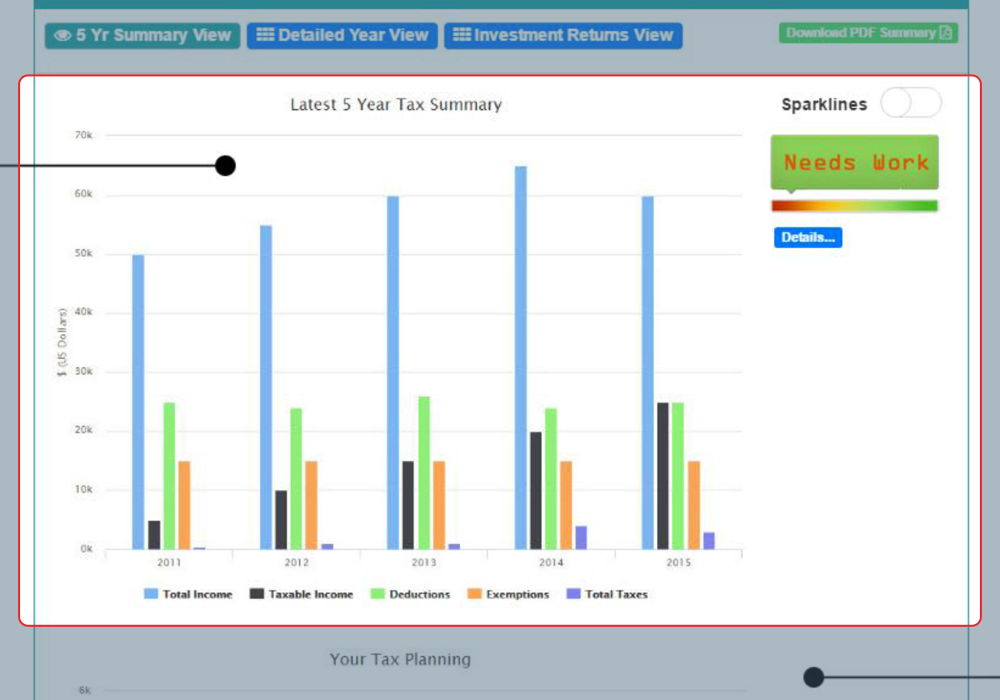 5 Yr Summary View Detailed Year View Investment Returns View Download PDF Summary
Latest 5 Year Tax Summary
Sparklines
Needs Work
Details...
$ (US Dollars)
70k
60k
50k
40k
30k
20k
10k
0k
2011 2012 2013 2014 2015
Total Income Taxable Income Deductions Exemptions Total Taxes
Your Tax Planning
6k